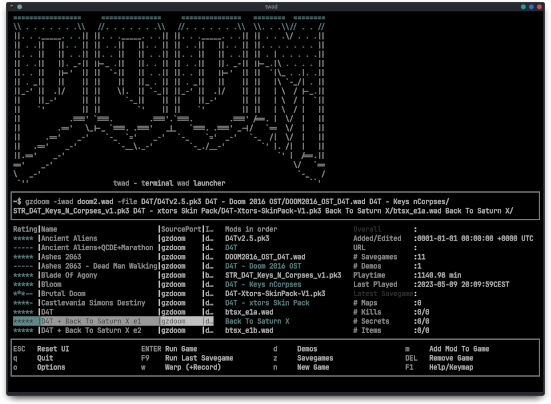 twad
twad - terminal wad launcher
~$ gzdoom -iwad doom2.wad -file D4T/D4Tv2.5.pk3 D4T - Doom 2016 OST/DOOM2016_OST_D4T.wad D4T - Keys nCorpses/
STR_D4T_Keys_N_Corpses_v1.pk3 D4T - xtors Skin Pack/D4T-Xtors-SkinPack-V1.pk3 Back To Saturn X/btsx_e1a.wad Back To Saturn X/
Rating|Name |SourcePort|I… Mods in order Overall :
***** |Ancient Aliens |gzdoom |d… D4Tv2.5.pk3 Added/Edited :0001-01-01 00:00:00 +0000 UTC
----- |Ancient Aliens+QCDE+Marathon |gzdoom |d… D4T URL :
***** |Ashes 2063 |gzdoom |d… DOOM2016_OST_D4T.wad # Savegames :11
----- |Ashes 2063 - Dead Man Walking|gzdoom |d… D4T - Doom 2016 OST # Demos :1
***** |Blade Of Agony |gzdoom |d… STR_D4T_Keys_N_Corpses_v1.pk3 Playtime :1140.98 min
***** |Bloom |gzdoom |d… D4T - Keys nCorpses Last Played :2023-05-09 20:09:59CEST
|Brutal Doom |gzdoom |d… D4T-Xtors-SkinPack-V1.pk3 Latest Savegame:
****- |Castlevania Simons Destiny |gzdoom |d… D4T - xtors Skin Pack # Maps :0
***** |D4T |gzdoom |d… btsx_e1a.wad # Kills :0/0
***** |D4T + Back To Saturn X e1 |gzdoom |d… Back To Saturn X # Secrets :0/0
***** |D4T + Back To Saturn X e2 |gzdoom |d… btsx_e1b.wad # Items :0/0
ESC Reset UI ENTER Run Game d Demos m Add Mod To Game
q Quit F9 Run Last Savegame z Savegames DEL Remove Game
o Options w Warp (+Record) n New Game F1 Help/Keymap